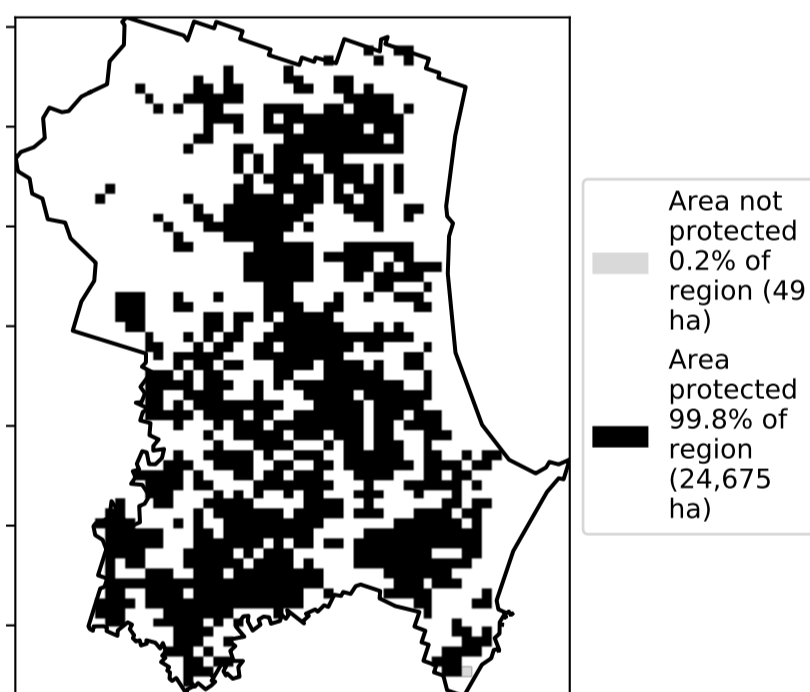 Area not
protected
0.2% of
region (49
ha)
Area
protected
99.8% of
region
(24,675
ha)